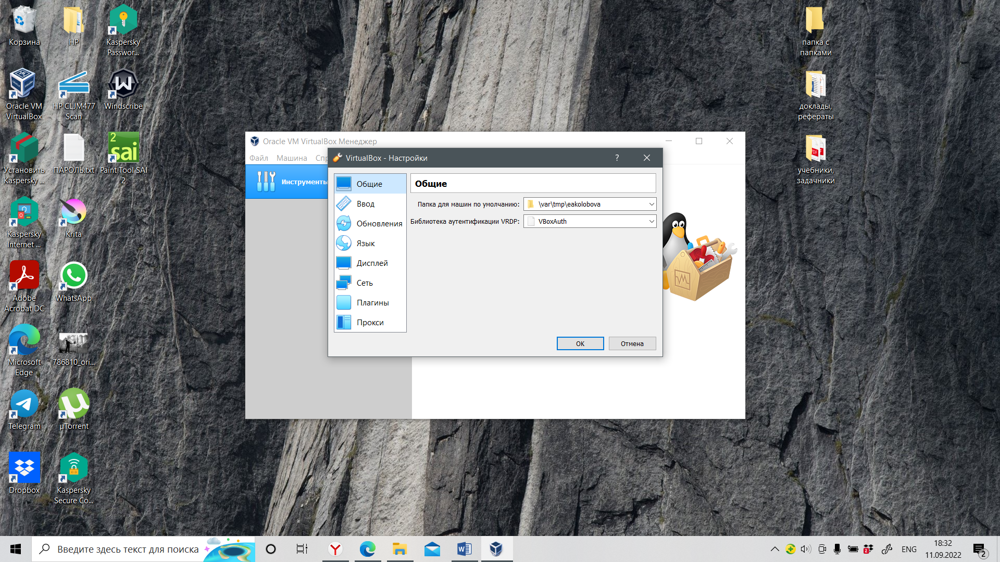 Корзина
HP
Kaspersky
Passwor...
Oracle VM
VirtualBox
HP CLJM477
Scan
Windscribe
Установить
Kaspersky ...
ПАРОЛЬ.txt
2
sai
Paint Tool SAI
2
Kaspersky
Internet ...
Krita
Adobe
Acrobat DC
WhatsApp
Microsoft
Edge
786810_ori...
Telegram
µTorrent
Dropbox
Kaspersky
Secure Co...
папка с
папками
доклады,
рефераты
учебники,
задачники
Oracle VM VirtualBox Менеджер
Файл Машина Спр
Инструменты
VirtualBox - Настройки
?
Общие
Ввод
Обновления
Язык
Дисплей
Сеть
Плагины
Прокси
Общие
Папка для машин по умолчанию: \var\tmp\eakolobova
Библиотека аутентификации VRDP: VBoxAuth
OK
Отмена
Введите здесь текст для поиска
ENG
18:32
11.09.2022
2